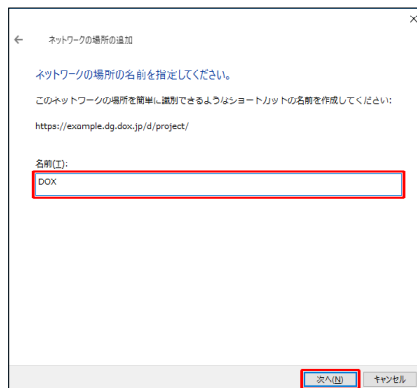 ネットワークの場所の追加
ネットワークの場所の名前を指定してください。
このネットワークの場所を簡単に識別できるようなショートカットの名前を作成してください:
https://example.dg.dox.jp/d/project/
名前(I):
DOX
次へ(N) キャンセル